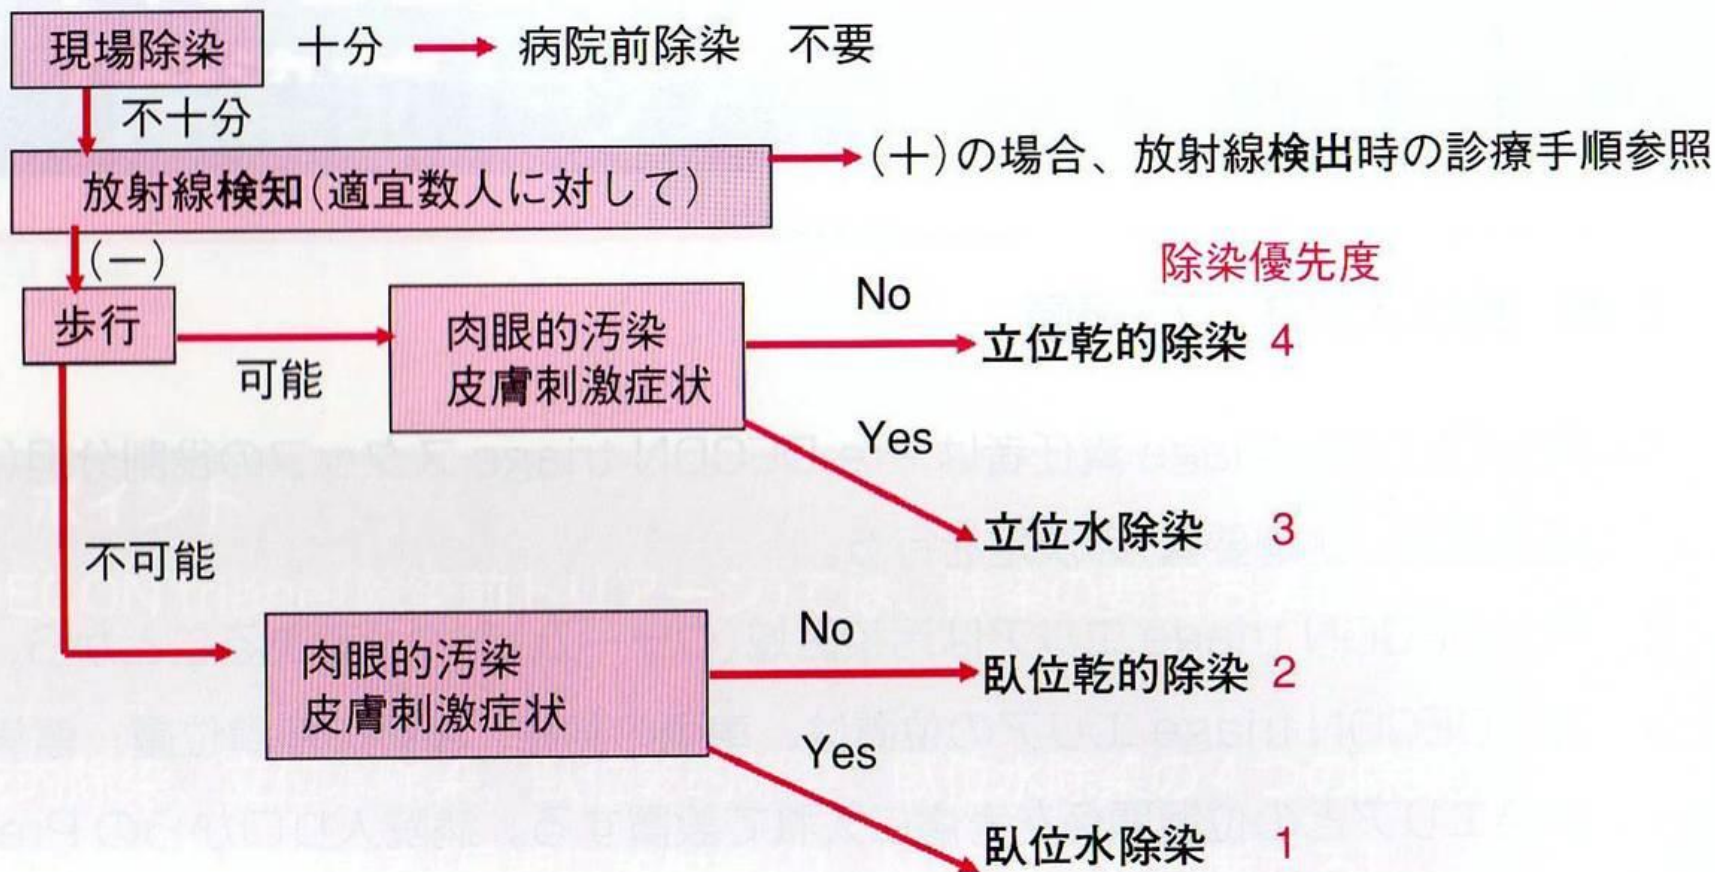 現場除染 十分 → 病院前除染 不要
不十分
放射線検知(適宜数人に対して) (+)の場合、放射線検出時の診療手順参照
(-)
除染優先度
歩行
可能
肉眼的汚染
皮膚刺激症状
No
立位乾的除染 4
Yes
立位水除染 3
不可能
肉眼的汚染
皮膚刺激症状
No
臥位乾的除染 2
Yes
臥位水除染 1